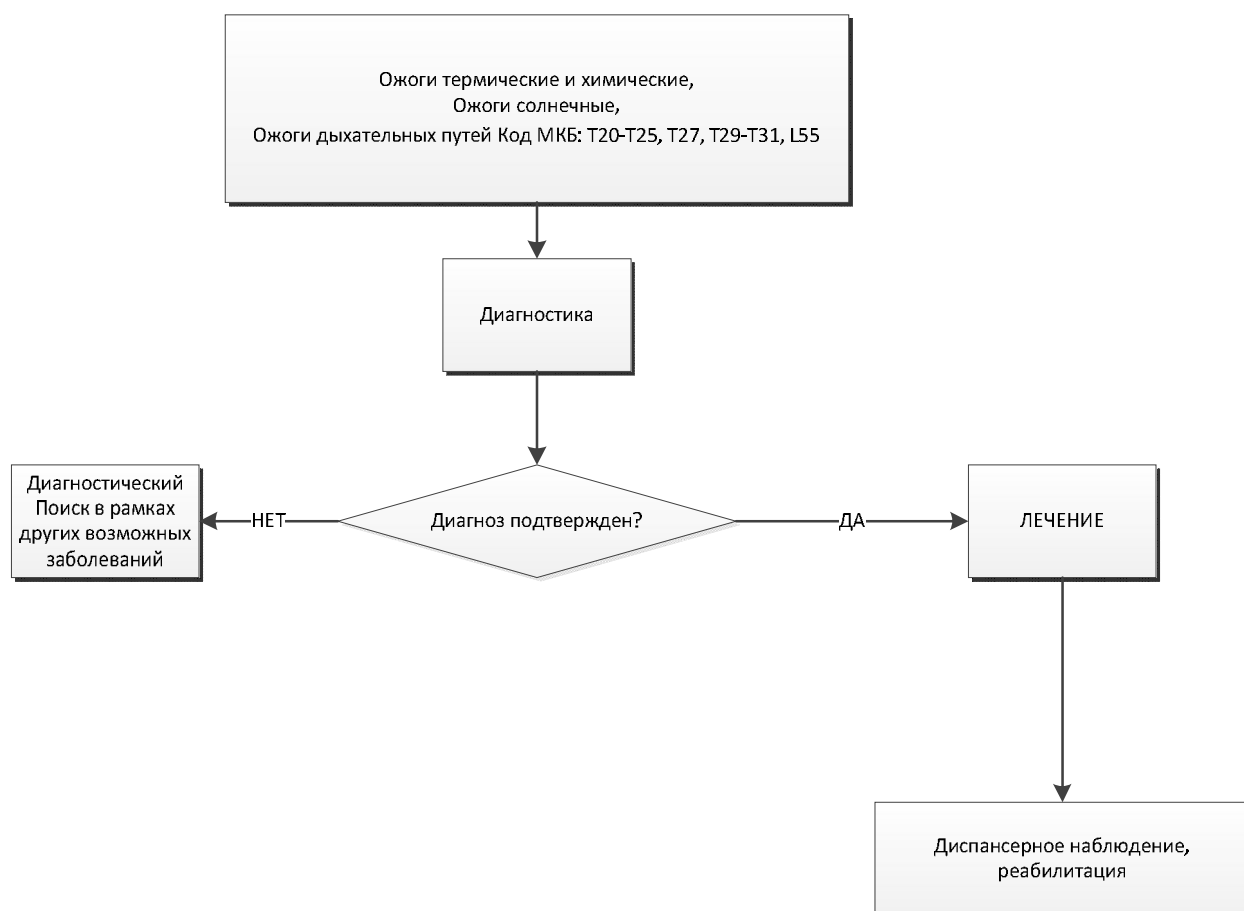 Ожоги термические и химические,
Ожоги солнечные,
Ожоги дыхательных путей Код МКБ: T20-T25, T27, T29-T31, L55
Диагностика
Диагностический
Поиск в рамках
других возможных
заболеваний
НЕТ
Диагноз подтвержден?
ДА
ЛЕЧЕНИЕ
Диспансерное наблюдение,
реабилитация